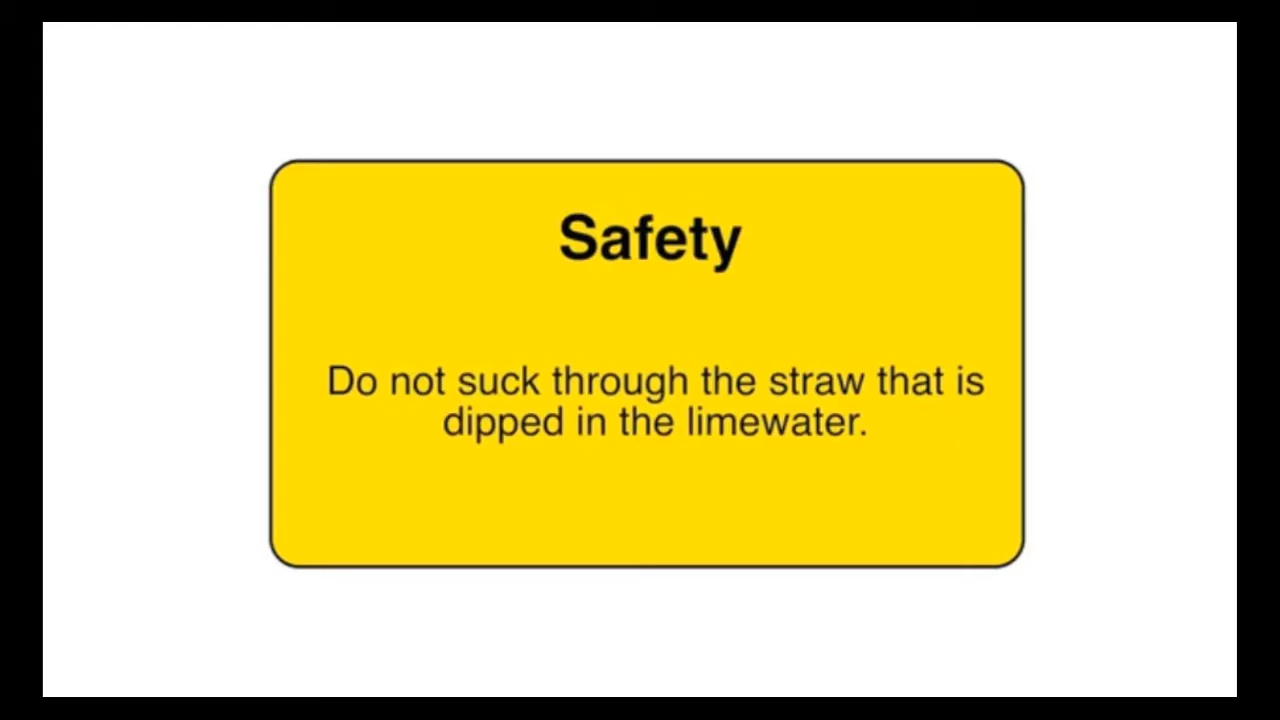 Safety
Do not suck through the straw that is
dipped in the limewater.